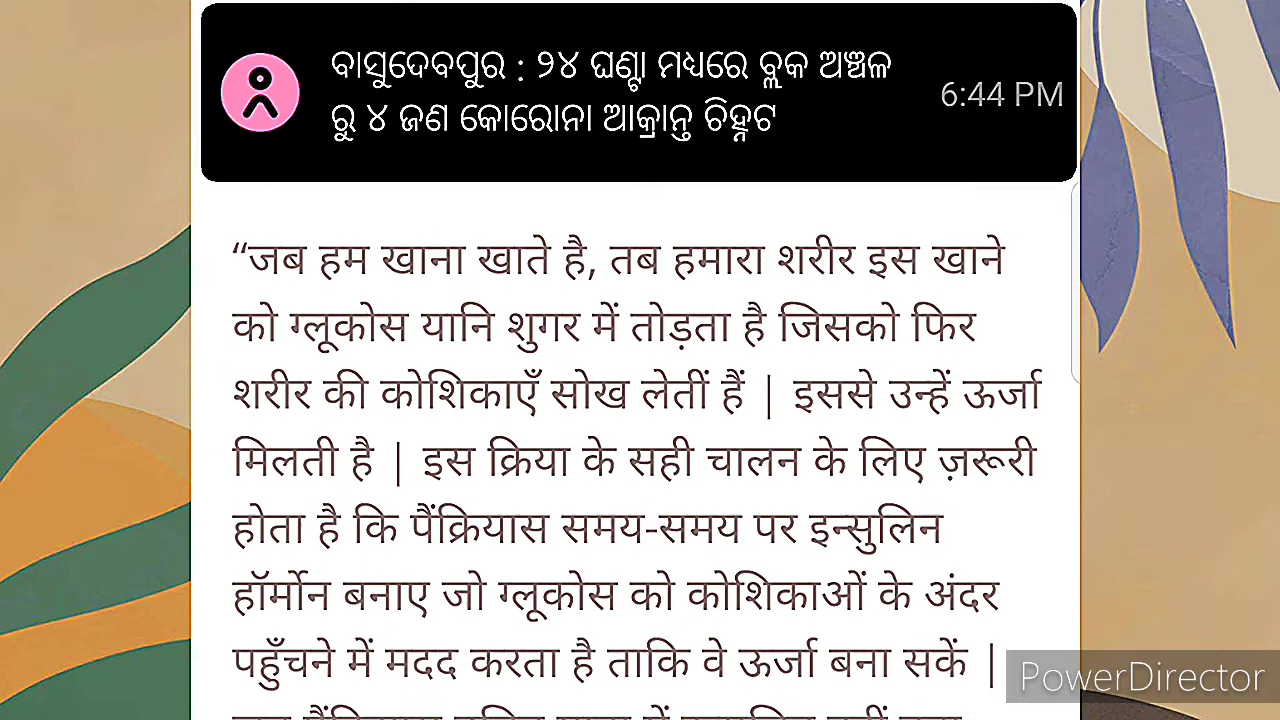 ବାସୁଦେବପୁର : ୨୪ ଘଣ୍ଟା ମଧ୍ୟରେ ବ୍ଲକ ଅଞ୍ଚଳ
ରୁ ୪ ଜଣ କୋରୋନା ଆକ୍ରାନ୍ତ ଚିହ୍ନଟ
6:44 PM
“जब हम खाना खाते है, तब हमारा शरीर इस खाने
को ग्लूकोस यानि शुगर में तोड़ता है जिसको फिर
शरीर की कोशिकाएँ सोख लेतीं हैं | इससे उन्हें ऊर्जा
मिलती है | इस क्रिया के सही चालन के लिए ज़रूरी
होता है कि पैंक्रियास समय-समय पर इन्सुलिन
हॉर्मोन बनाए जो ग्लूकोस को कोशिकाओं के अंदर
पहुँचने में मदद करता है ताकि वे ऊर्जा बना सकें |
PowerDirector